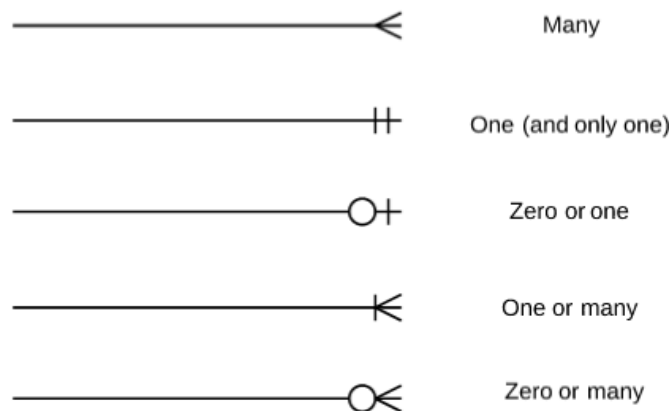 Many
One (and only one)
Zero or one
One or many
Zero or many